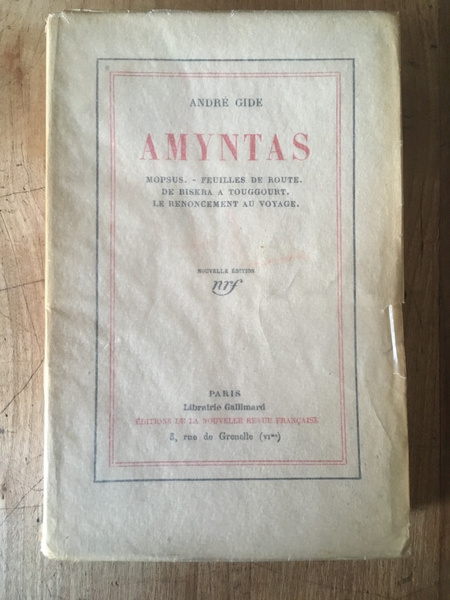 ANDRÉ GIDE
AMYNTAS
MOPSUS. - FEUILLES DE ROUTE.
DE BISKRA A TOUGGOURT.
LE RENONCEMENT AU VOYAGE.
NOUVELLE ÉDITION
nrf
PARIS
Librairie Gallimard
ÉDITIONS DE LA NOUVELLE REVUE FRANÇAISE
3, rue de Grenelle (VIme)